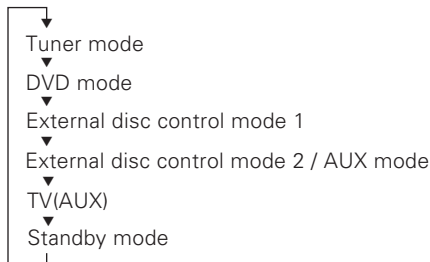 Tuner mode
DVD mode
External disc control mode 1
External disc control mode 2 / AUX mode
TV(AUX)
Standby mode